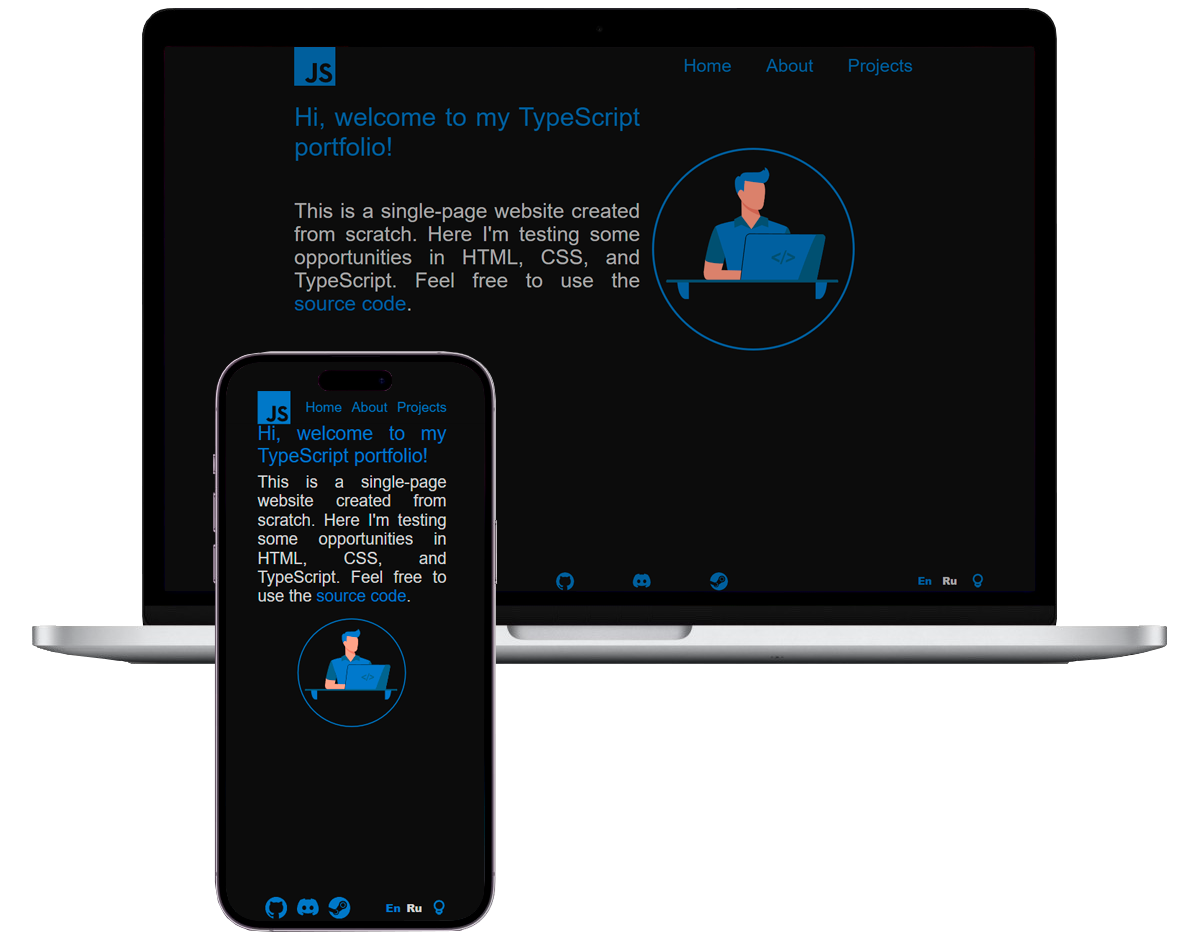 JS
Home About Projects
Hi, welcome to my TypeScript
portfolio!
This is a single-page website created
from scratch. Here I'm testing some
opportunities in HTML, CSS, and
TypeScript. Feel free to use the
source code.
</>
En Ru
JS
Home About Projects
Hi, welcome to my
TypeScript portfolio!
This is a single-page
website created from
scratch. Here I'm testing
some opportunities in
HTML, CSS, and
TypeScript. Feel free to
use the source code.
</>
En Ru